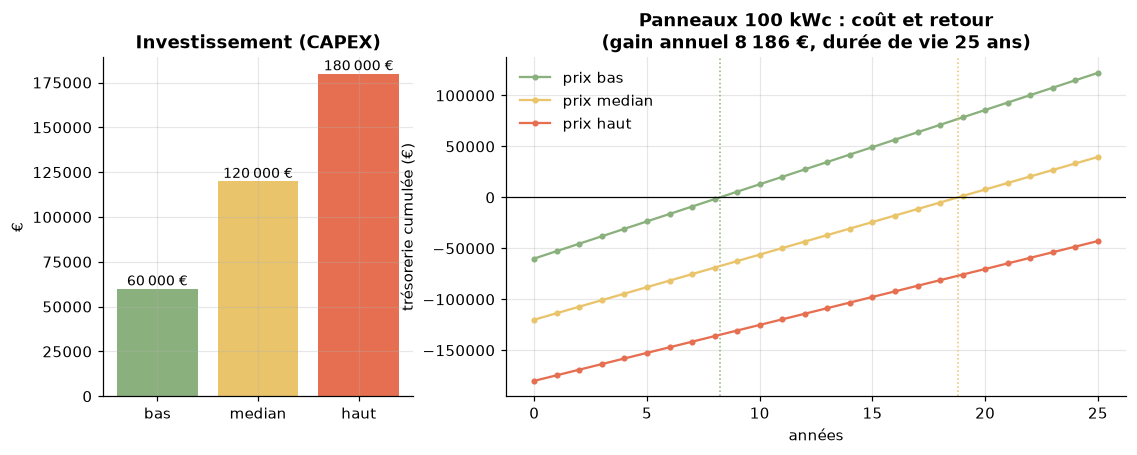 Investissement (CAPEX)
€
175000
150000
125000
100000
75000
50000
25000
0
60 000 €
120 000 €
180 000 €
bas
median
haut
Panneaux 100 kWc : coût et retour
(gain annuel 8 186 €, durée de vie 25 ans)
prix bas
prix median
prix haut
trésorerie cumulée (€)
100000
50000
0
−50000
−100000
−150000
0
5
10
15
20
25
années